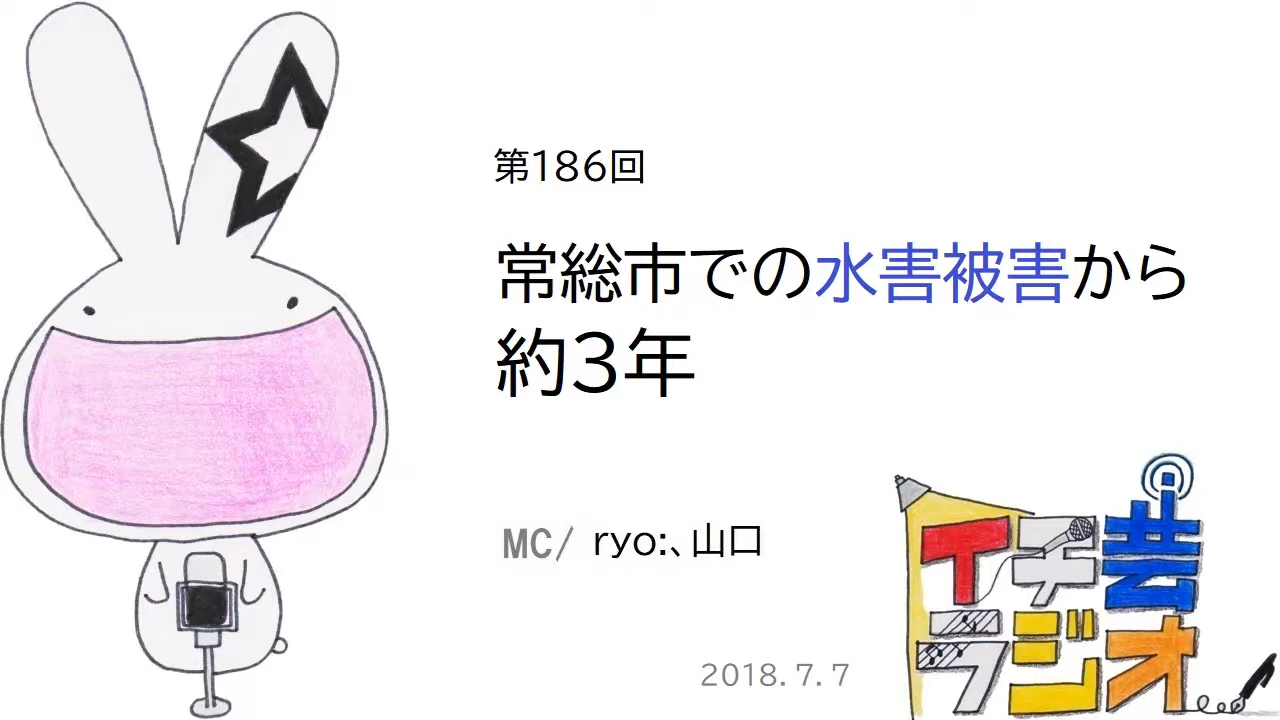 第186回
常総市での水害被害から
約3年
MC/ ryo:、山口
イチ芸
ラジオ
2018.7.7